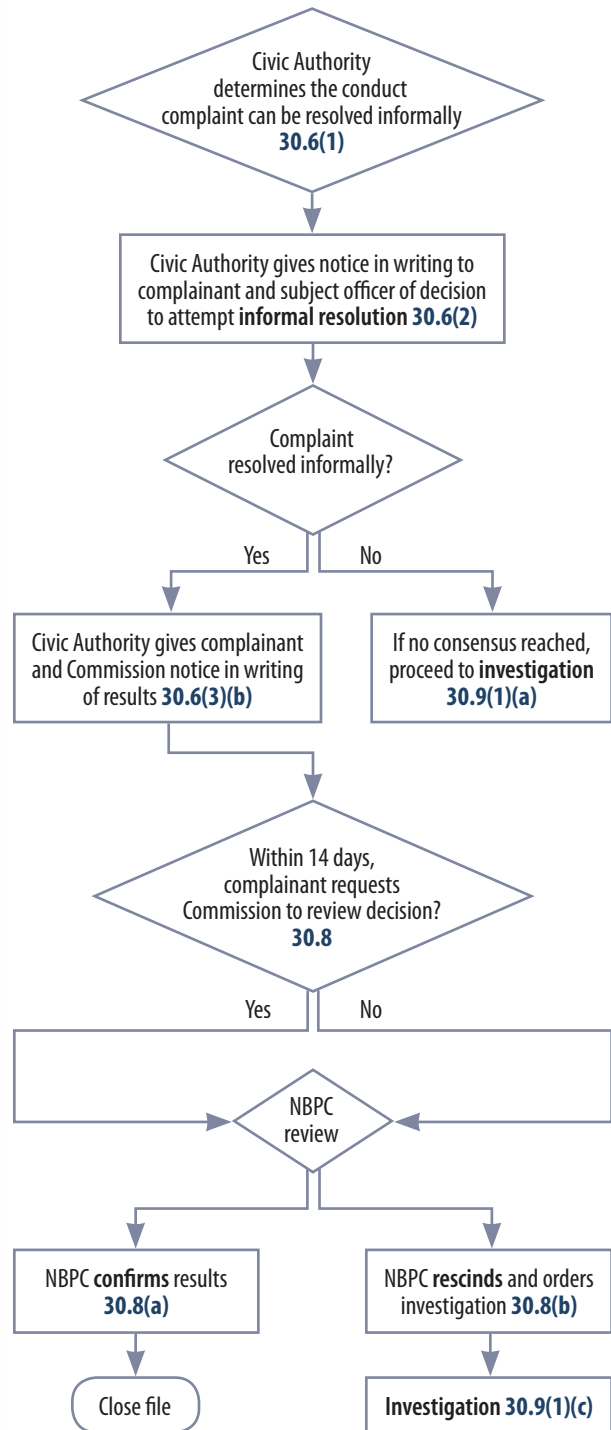 Civic Authority
determines the conduct
complaint can be resolved informally
30.6(1)
Civic Authority gives notice in writing to
complainant and subject officer of decision
to attempt informal resolution 30.6(2)
Complaint
resolved informally?
Yes
No
Civic Authority gives complainant
and Commission notice in writing
of results 30.6(3)(b)
If no consensus reached,
proceed to investigation
30.9(1)(a)
Within 14 days,
complainant requests
Commission to review decision?
30.8
Yes
No
NBPC
review
NBPC confirms results
30.8(a)
NBPC rescinds and orders
investigation 30.8(b)
Close file
Investigation 30.9(1)(c)